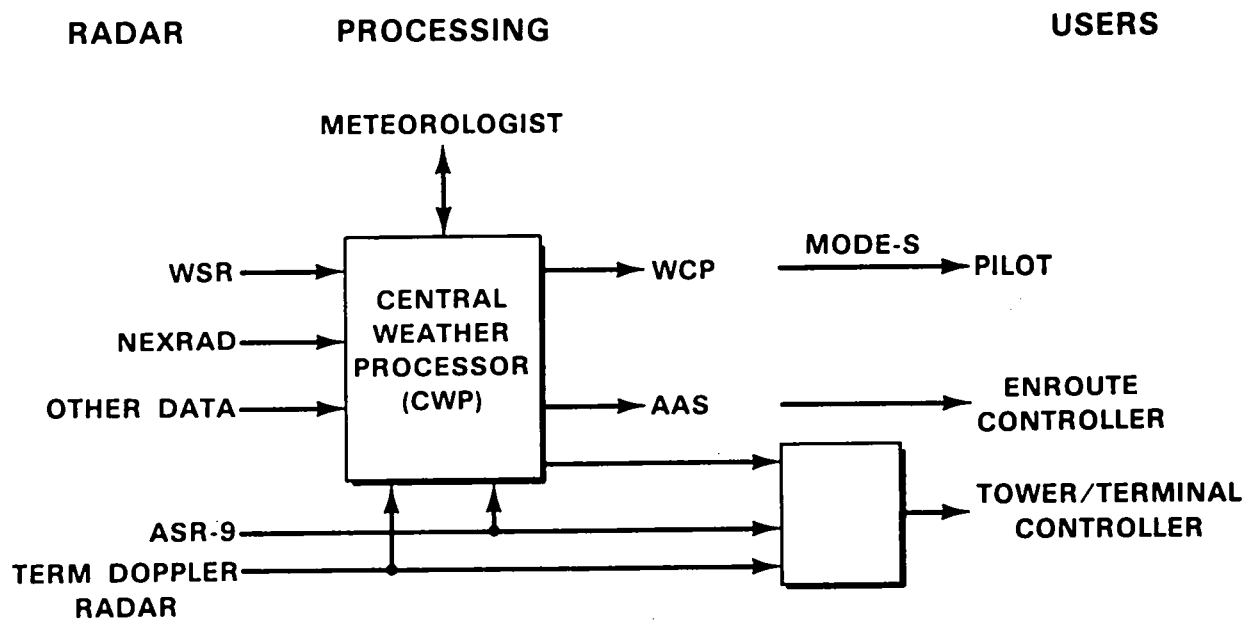 RADAR
PROCESSING
USERS
METEOROLOGIST
WSR
NEXRAD
OTHER DATA
CENTRAL
WEATHER
PROCESSOR
(CWP)
WCP
MODE-S
PILOT
AAS
ENROUTE
CONTROLLER
ASR-9
TERM DOPPLER
RADAR
TOWER/TERMINAL
CONTROLLER